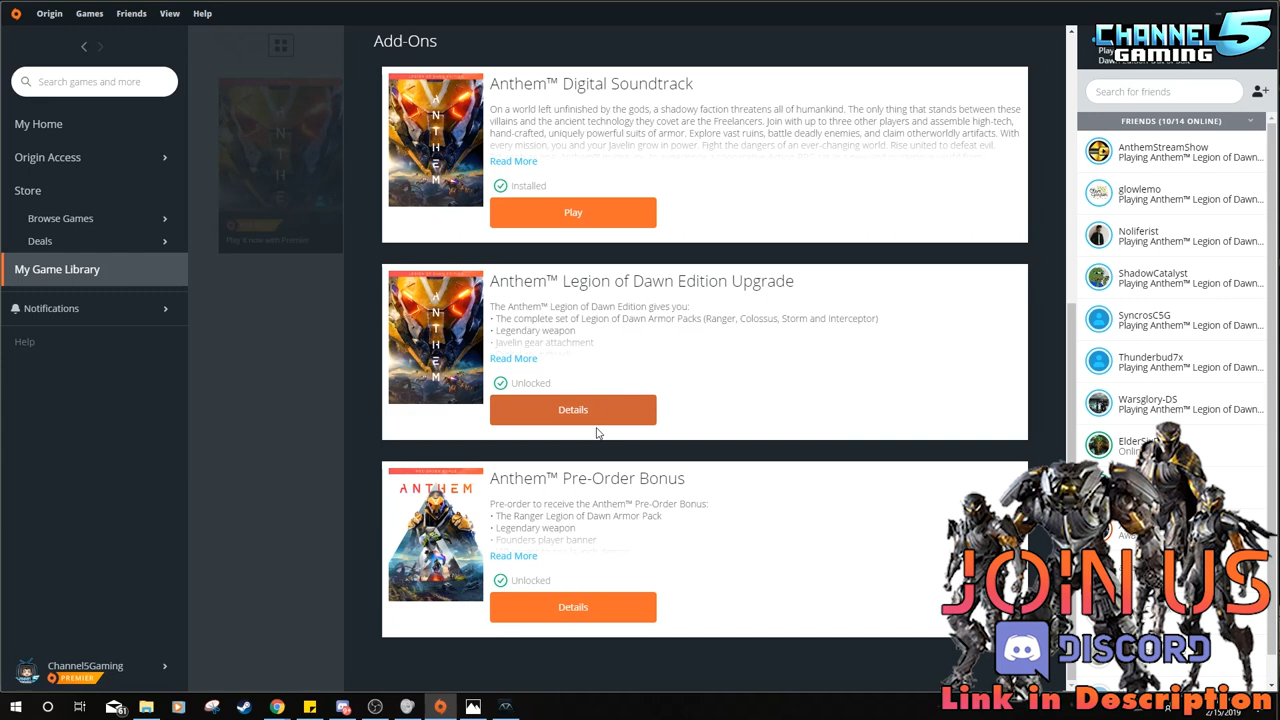 Origin Games Friends View Help
Search games and more
My Home
Origin Access
Store
Browse Games
Deals
My Game Library
Notifications
Help
Channel5Gaming
PREMIER
Play it now with Premier
Add-Ons
ANTHEM
Anthem™ Digital Soundtrack
On a world left unfinished by the gods, a shadowy faction threatens all of humankind. The only thing that stands between these
villains and the ancient technology they covet are the Freelancers. Join with up to three other players and assemble high-tech,
hand-crafted, uniquely powerful suits of armor. Explore vast ruins, battle deadly enemies, and claim otherworldly artifacts. With
every mission, you and your Javelin grow in power. Fight the dangers of an ever-changing world. Rise united to defeat evil.
Read More
Installed
Play
ANTHEM
Anthem™ Legion of Dawn Edition Upgrade
The Anthem™ Legion of Dawn Edition gives you:
• The complete set of Legion of Dawn Armor Packs (Ranger, Colossus, Storm and Interceptor)
• Legendary weapon
• Javelin gear attachment
Read More
Unlocked
Details
ANTHEM
Anthem™ Pre-Order Bonus
Pre-order to receive the Anthem™ Pre-Order Bonus:
• The Ranger Legion of Dawn Armor Pack
• Legendary weapon
• Founders player banner
Read More
Unlocked
Details
CHANNEL 5
GAMING
Search for friends
FRIENDS (10/14 ONLINE)
AnthemStreamShow
Playing Anthem™ Legion of Dawn...
glowlemo
Playing Anthem™ Legion of Dawn...
Noliferist
Playing Anthem™ Legion of Dawn...
ShadowCatalyst
Playing Anthem™ Legion of Dawn...
SyncrosC5G
Playing Anthem™ Legion of Dawn...
Thunderbud7x
Playing Anthem™ Legion of Dawn...
Warsglory-DS
Playing Anthem™ Legion of Dawn...
JOIN US
DISCORD
Link in Description
61
2/15/2019